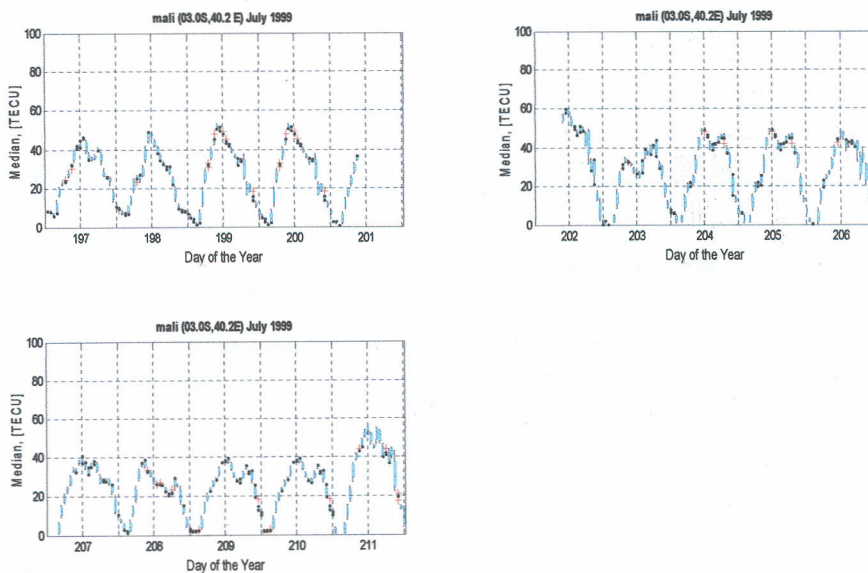 mali (03.0S,40.2 E) July 1999
100
80
60
40
20
0
Median, [TECU]
197 198 199 200 201
Day of the Year
mali (03.0S,40.2E) July 1999
100
80
60
40
20
0
Median, [TECU]
202 203 204 205 206
Day of the Year
mali (03.0S,40.2E) July 1999
100
80
60
40
20
0
Median, [TECU]
207 208 209 210 211
Day of the Year